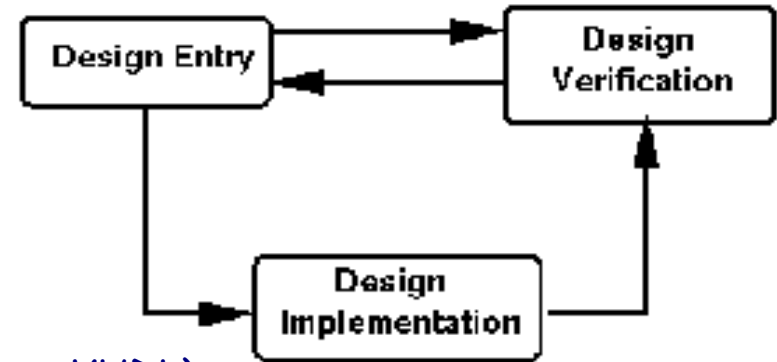 Design Entry
Design
Verification
Design
Implementation